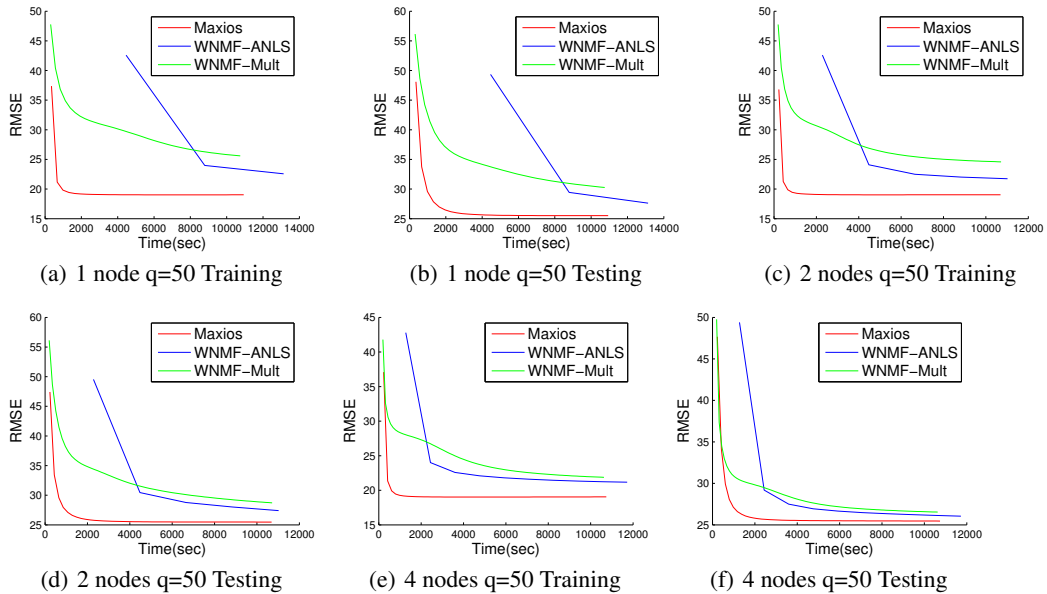 50
45
40
35
30
25
20
15
RMSE
0 2000 4000 6000 8000 10000 12000 14000
Time(sec)
Maxios
WNMF-ANLS
WNMF-Mult
(a) 1 node q=50 Training
60
55
50
45
40
35
30
25
RMSE
0 2000 4000 6000 8000 10000 12000 14000
Time(sec)
Maxios
WNMF-ANLS
WNMF-Mult
(b) 1 node q=50 Testing
50
45
40
35
30
25
20
15
RMSE
0 2000 4000 6000 8000 10000 12000
Time(sec)
Maxios
WNMF-ANLS
WNMF-Mult
(c) 2 nodes q=50 Training
60
55
50
45
40
35
30
25
RMSE
0 2000 4000 6000 8000 10000 12000
Time(sec)
Maxios
WNMF-ANLS
WNMF-Mult
(d) 2 nodes q=50 Testing
45
40
35
30
25
20
15
RMSE
0 2000 4000 6000 8000 10000 12000
Time(sec)
Maxios
WNMF-ANLS
WNMF-Mult
(e) 4 nodes q=50 Training
50
45
40
35
30
25
RMSE
0 2000 4000 6000 8000 10000 12000
Time(sec)
Maxios
WNMF-ANLS
WNMF-Mult
(f) 4 nodes q=50 Testing